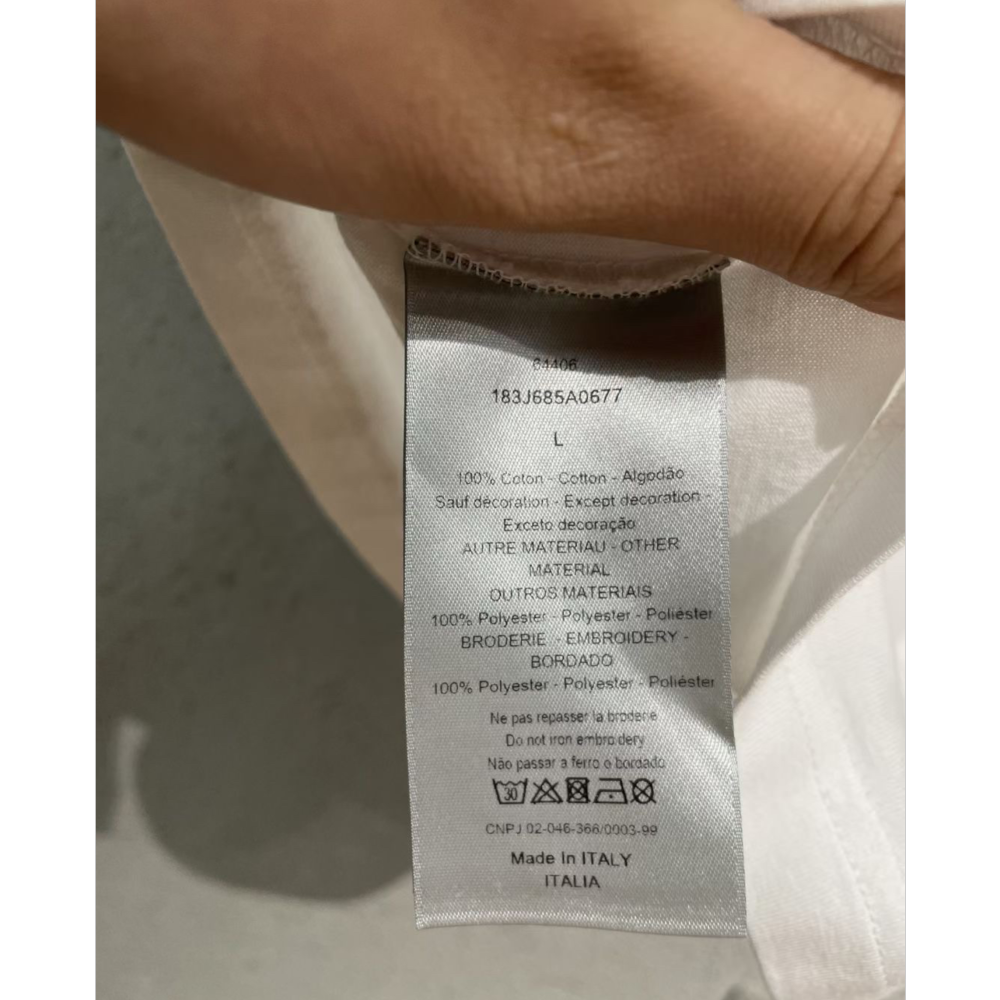 64406
183J685A0677
L
100% Coton - Cotton - Algodão
Sauf décoration - Except decoration -
Exceto decoração
AUTRE MATERIAU - OTHER
MATERIAL
OUTROS MATERIAIS
100% Polyester - Polyester - Poliéster
BRODERIE - EMBROIDERY -
BORDADO
100% Polyester - Polyester - Poliéster
Ne pas repasser la broderie
Do not iron embroidery
Não passar a ferro o bordado
30
CNPJ 02-046-366/0003-99
Made In ITALY
ITALIA